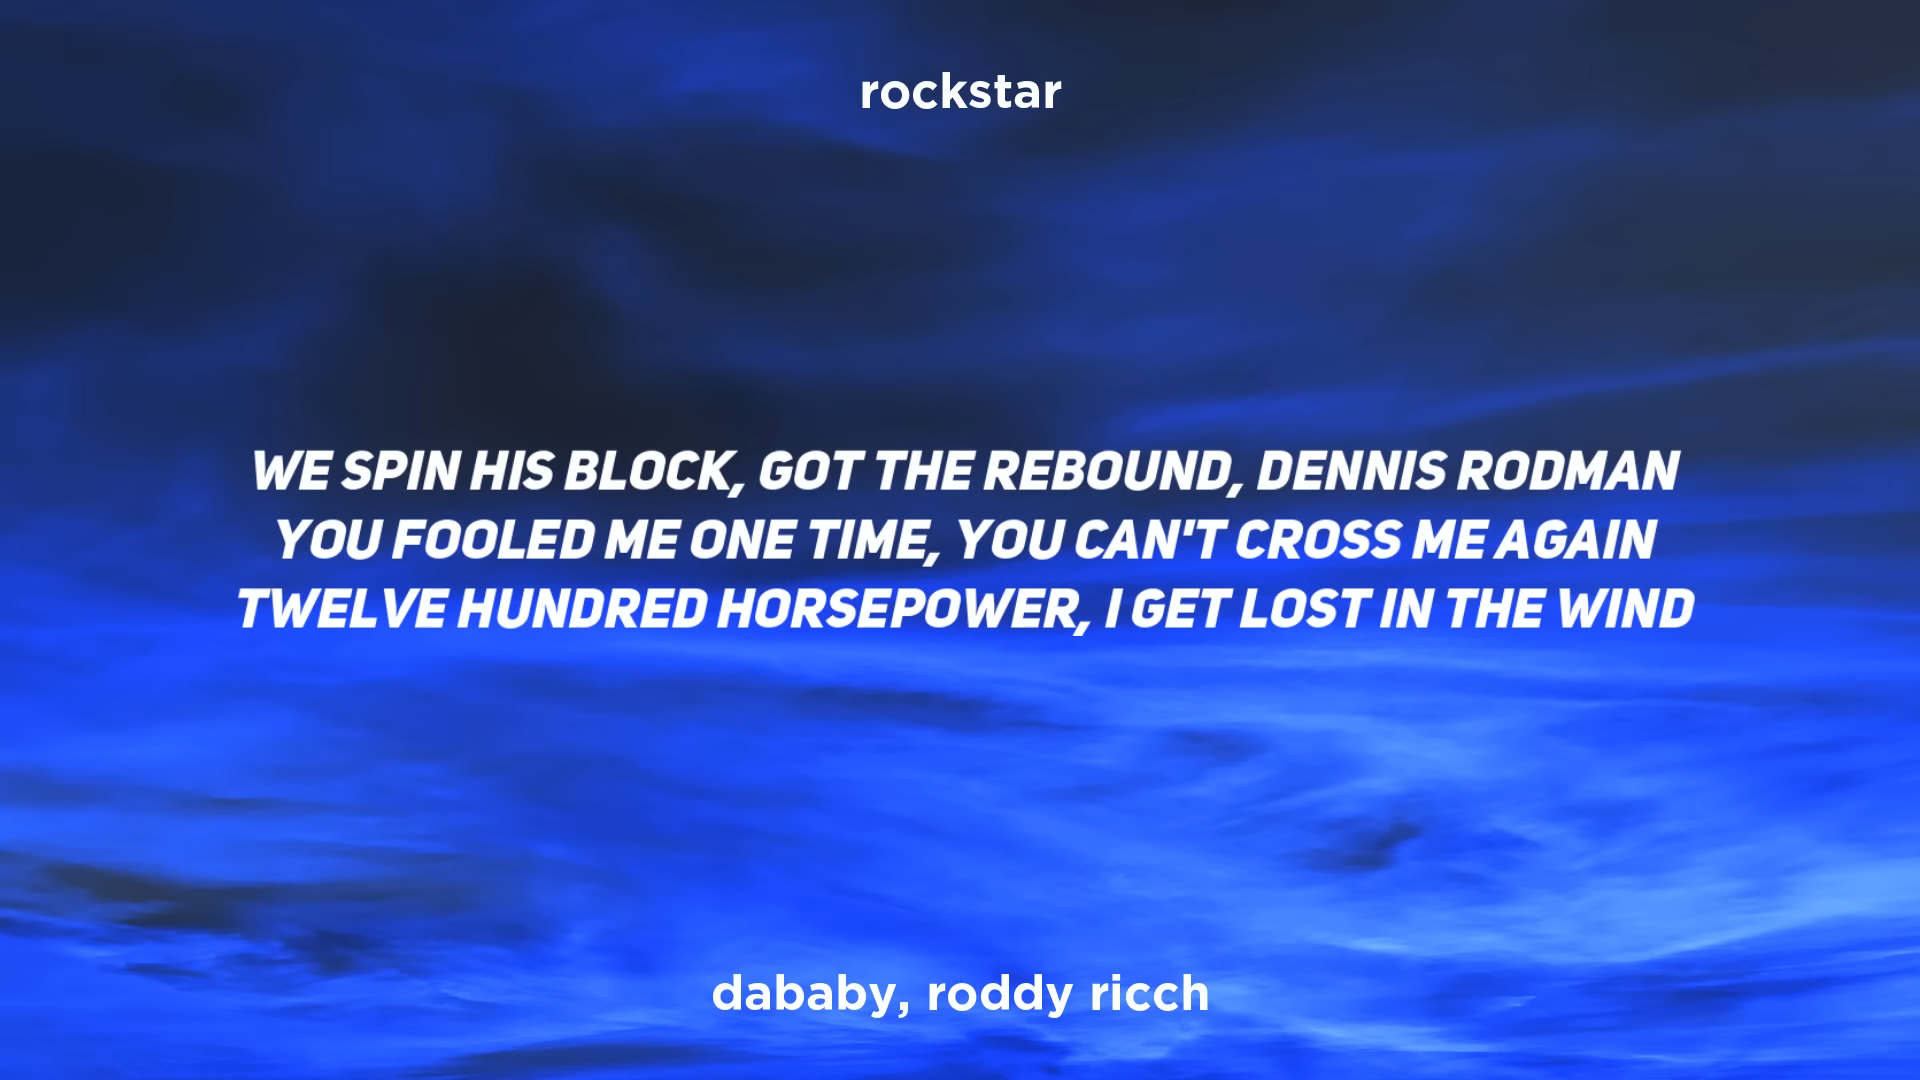 rockstar
WE SPIN HIS BLOCK, GOT THE REBOUND, DENNIS RODMAN
YOU FOOLED ME ONE TIME, YOU CAN'T CROSS ME AGAIN
TWELVE HUNDRED HORSEPOWER, I GET LOST IN THE WIND
dababy, roddy ricch